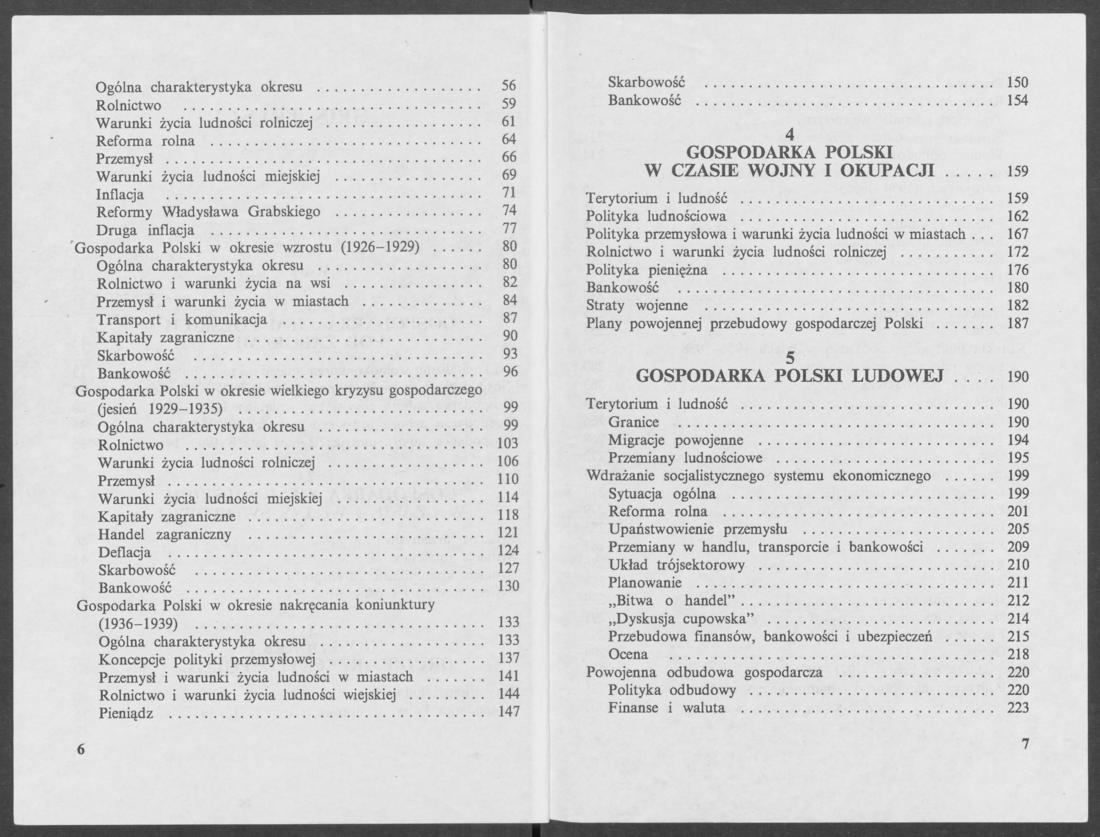 Ogólna charakterystyka okresu . . . . . . . . . . . . . . . . . . . 56
Rolnictwo . . . . . . . . . . . . . . . . . . . . . . . . . . . . . . . . . . 59
Warunki życia ludności rolniczej . . . . . . . . . . . . . . . . . . 61
Reforma rolna . . . . . . . . . . . . . . . . . . . . . . . . . . . . . . . 64
Przemysł . . . . . . . . . . . . . . . . . . . . . . . . . . . . . . . . . . . . 66
Warunki życia ludności miejskiej . . . . . . . . . . . . . . . . . 69
Inflacja . . . . . . . . . . . . . . . . . . . . . . . . . . . . . . . . . . . . 71
Reformy Władysława Grabskiego . . . . . . . . . . . . . . . . . 74
Druga inflacja . . . . . . . . . . . . . . . . . . . . . . . . . . . . . . . 77
Gospodarka Polski w okresie wzrostu (1926–1929) . . . . . . 80
Ogólna charakterystyka okresu . . . . . . . . . . . . . . . . . . . 80
Rolnictwo i warunki życia na wsi . . . . . . . . . . . . . . . . 82
Przemysł i warunki życia w miastach . . . . . . . . . . . . . . 84
Transport i komunikacja . . . . . . . . . . . . . . . . . . . . . . . . 87
Kapitały zagraniczne . . . . . . . . . . . . . . . . . . . . . . . . . . . 90
Skarbowość . . . . . . . . . . . . . . . . . . . . . . . . . . . . . . . . . 93
Bankowość . . . . . . . . . . . . . . . . . . . . . . . . . . . . . . . . . . 96
Gospodarka Polski w okresie wielkiego kryzysu gospodarczego
(jesień 1929–1935) . . . . . . . . . . . . . . . . . . . . . . . . . . . . 99
Ogólna charakterystyka okresu . . . . . . . . . . . . . . . . . . . 99
Rolnictwo . . . . . . . . . . . . . . . . . . . . . . . . . . . . . . . . . . 103
Warunki życia ludności rolniczej . . . . . . . . . . . . . . . . . . 106
Przemysł . . . . . . . . . . . . . . . . . . . . . . . . . . . . . . . . . . . . 110
Warunki życia ludności miejskiej . . . . . . . . . . . . . . . . . . 114
Kapitały zagraniczne . . . . . . . . . . . . . . . . . . . . . . . . . . . 118
Handel zagraniczny . . . . . . . . . . . . . . . . . . . . . . . . . . . 121
Deflacja . . . . . . . . . . . . . . . . . . . . . . . . . . . . . . . . . . . . 124
Skarbowość . . . . . . . . . . . . . . . . . . . . . . . . . . . . . . . . . 127
Bankowość . . . . . . . . . . . . . . . . . . . . . . . . . . . . . . . . . . 130
Gospodarka Polski w okresie nakręcania koniunktury
(1936–1939) . . . . . . . . . . . . . . . . . . . . . . . . . . . . . . . . . 133
Ogólna charakterystyka okresu . . . . . . . . . . . . . . . . . . . . 133
Koncepcje polityki przemysłowej . . . . . . . . . . . . . . . . . . 137
Przemysł i warunki życia ludności w miastach . . . . . . . 141
Rolnictwo i warunki życia ludności wiejskiej . . . . . . . . . 144
Pieniądz . . . . . . . . . . . . . . . . . . . . . . . . . . . . . . . . . . . . 147
6
Skarbowość . . . . . . . . . . . . . . . . . . . . . . . . . . . . . . . . . 150
Bankowość . . . . . . . . . . . . . . . . . . . . . . . . . . . . . . . . . . 154
4
GOSPODARKA POLSKI
W CZASIE WOJNY I OKUPACJI . . . . . 159
Terytorium i ludność . . . . . . . . . . . . . . . . . . . . . . . . . . . . . 159
Polityka ludnościowa . . . . . . . . . . . . . . . . . . . . . . . . . . . . . 162
Polityka przemysłowa i warunki życia ludności w miastach . . . 167
Rolnictwo i warunki życia ludności rolniczej . . . . . . . . . . . 172
Polityka pieniężna . . . . . . . . . . . . . . . . . . . . . . . . . . . . . . . 176
Bankowość . . . . . . . . . . . . . . . . . . . . . . . . . . . . . . . . . . . . 180
Straty wojenne . . . . . . . . . . . . . . . . . . . . . . . . . . . . . . . . . . 182
Plany powojennej przebudowy gospodarczej Polski . . . . . . . 187
5
GOSPODARKA POLSKI LUDOWEJ . . . . 190
Terytorium i ludność . . . . . . . . . . . . . . . . . . . . . . . . . . . . . 190
Granice . . . . . . . . . . . . . . . . . . . . . . . . . . . . . . . . . . . . 190
Migracje powojenne . . . . . . . . . . . . . . . . . . . . . . . . . . . 194
Przemiany ludnościowe . . . . . . . . . . . . . . . . . . . . . . . . . 195
Wdrażanie socjalistycznego systemu ekonomicznego . . . . . . 199
Sytuacja ogólna . . . . . . . . . . . . . . . . . . . . . . . . . . . . . . 199
Reforma rolna . . . . . . . . . . . . . . . . . . . . . . . . . . . . . . . 201
Upaństwowienie przemysłu . . . . . . . . . . . . . . . . . . . . . . 205
Przemiany w handlu, transporcie i bankowości . . . . . . . 209
Układ trójsektorowy . . . . . . . . . . . . . . . . . . . . . . . . . . . 210
Planowanie . . . . . . . . . . . . . . . . . . . . . . . . . . . . . . . . . . 211
„Bitwa o handel” . . . . . . . . . . . . . . . . . . . . . . . . . . . . . 212
„Dyskusja cupowska” . . . . . . . . . . . . . . . . . . . . . . . . . . 214
Przebudowa finansów, bankowości i ubezpieczeń . . . . . . 215
Ocena . . . . . . . . . . . . . . . . . . . . . . . . . . . . . . . . . . . . . 218
Powojenna odbudowa gospodarcza . . . . . . . . . . . . . . . . . . 220
Polityka odbudowy . . . . . . . . . . . . . . . . . . . . . . . . . . . . 220
Finanse i waluta . . . . . . . . . . . . . . . . . . . . . . . . . . . . . 223
7